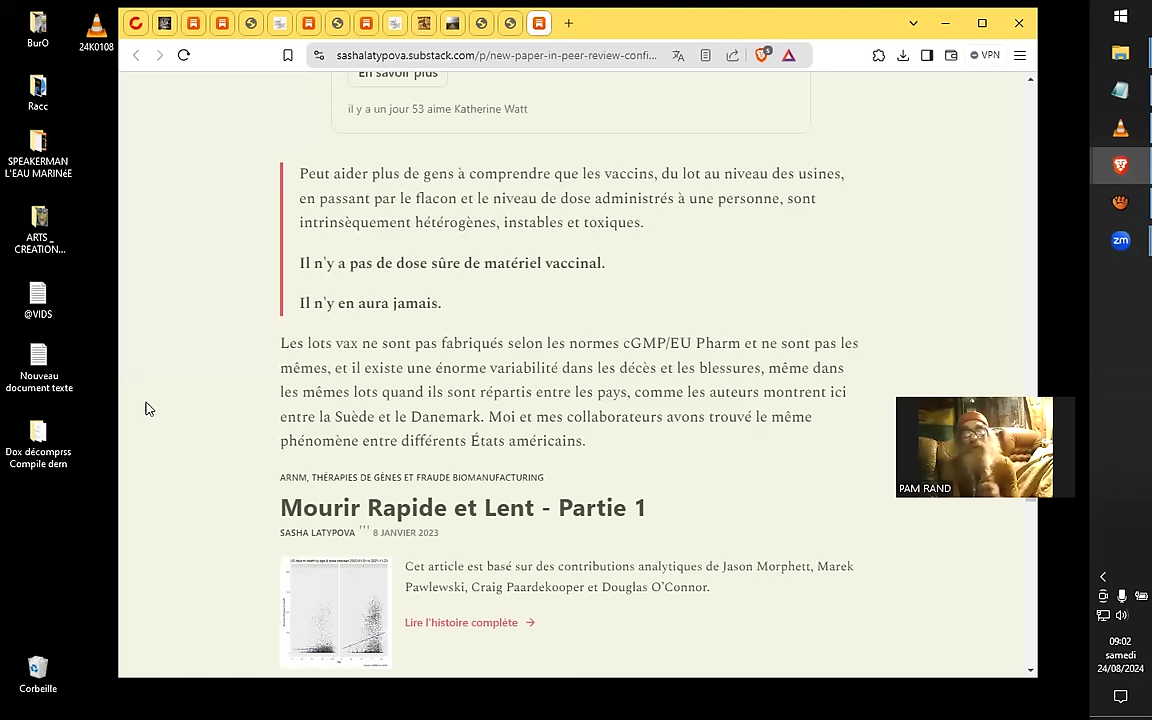 BurO
24K0108
Racc
SPEAKERMAN
L'EAU MARINéE
ARTS_
CREATION...
@VIDS
Nouveau
document texte
Dox décomprss
Compile dern
Corbeille
sashalatypova.substack.com/p/new-paper-in-peer-review-confi...
5
VPN
En savoir plus
il y a un jour 53 aime Katherine Watt
Peut aider plus de gens à comprendre que les vaccins, du lot au niveau des usines,
en passant par le flacon et le niveau de dose administrés à une personne, sont
intrinsèquement hétérogènes, instables et toxiques.
Il n'y a pas de dose sûre de matériel vaccinal.
Il n'y en aura jamais.
Les lots vax ne sont pas fabriqués selon les normes cGMP/EU Pharm et ne sont pas les
mêmes, et il existe une énorme variabilité dans les décès et les blessures, même dans
les mêmes lots quand ils sont répartis entre les pays, comme les auteurs montrent ici
entre la Suède et le Danemark. Moi et mes collaborateurs avons trouvé le même
phénomène entre différents États américains.
ARNM, THÉRAPIES DE GÈNES ET FRAUDE BIOMANUFACTURING
Mourir Rapide et Lent - Partie 1
SASHA LATYPOVA ''' 8 JANVIER 2023
Cet article est basé sur des contributions analytiques de Jason Morphett, Marek
Pawlewski, Craig Paardekooper et Douglas O'Connor.
Lire l'histoire complète →
PAM RAND
zm
09:02
samedi
24/08/2024